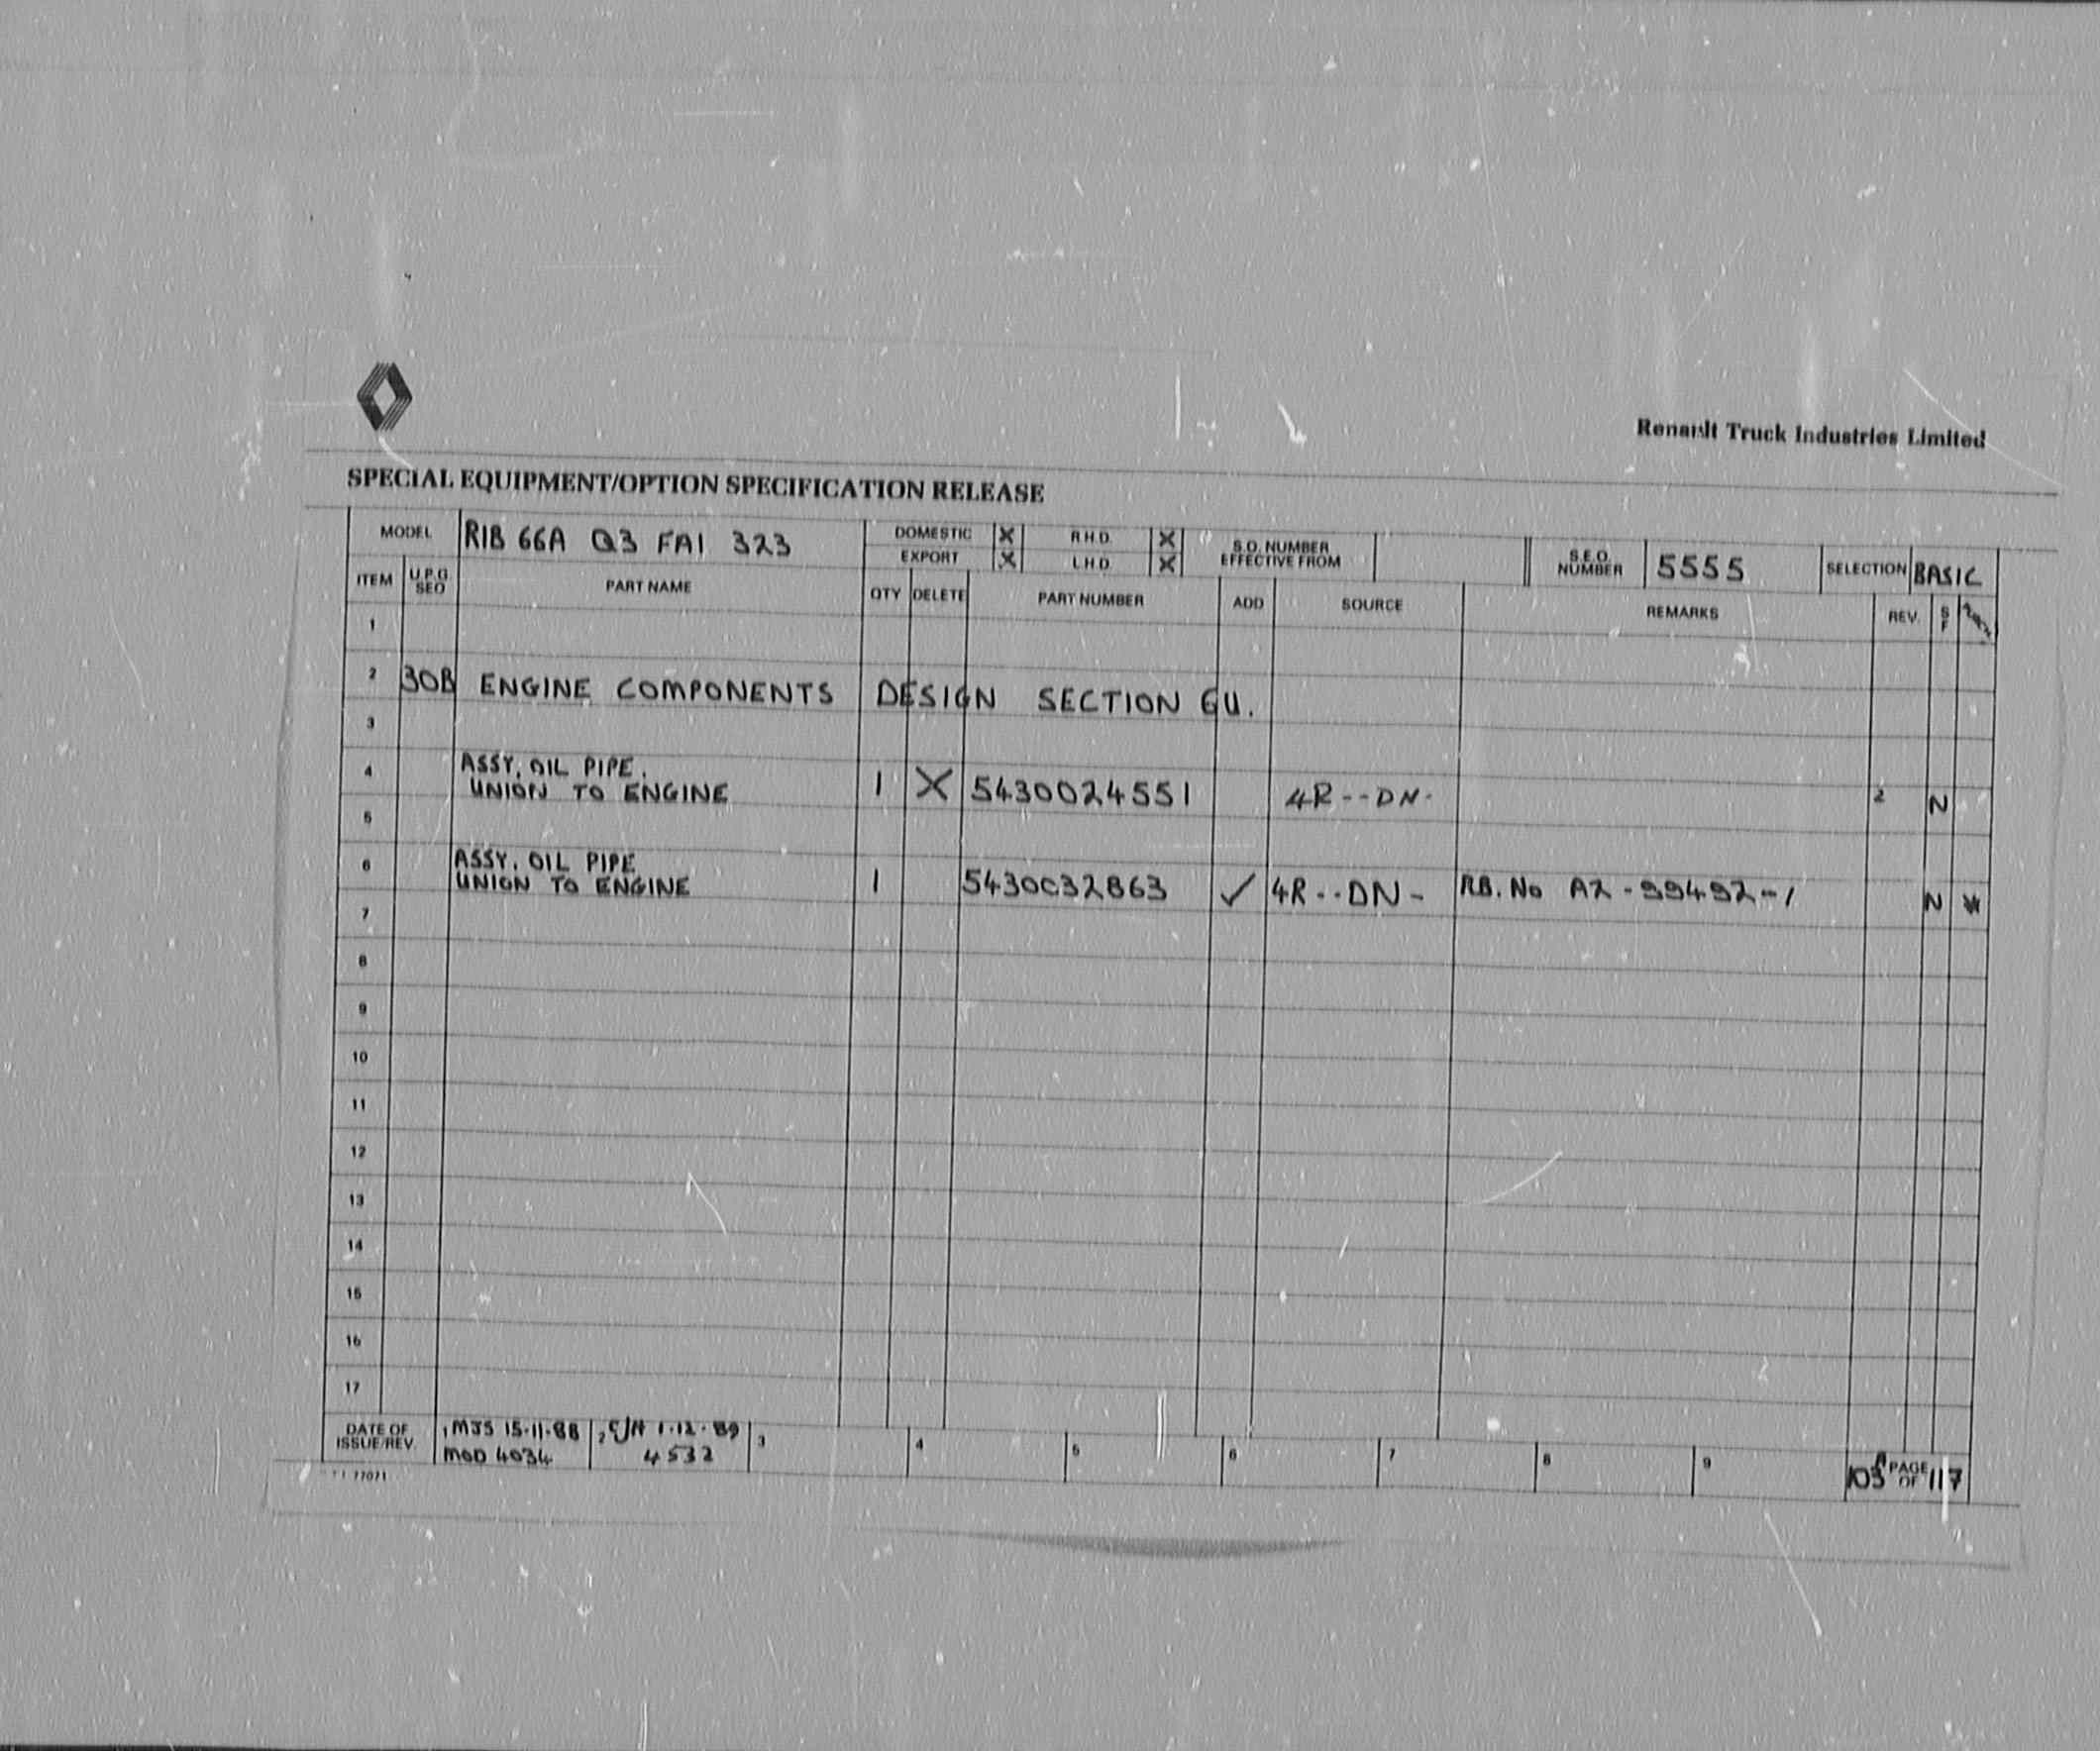 Renault Truck Industries Limited
SPECIAL EQUIPMENT/OPTION SPECIFICATION RELEASE
MODEL R1B 66A Q3 FA1 323 DOMESTIC X R.H.D. X S.O. NUMBER EFFECTIVE FROM S.E.O. NUMBER 5555 SELECTION BASIC
EXPORT X L.H.D. X
ITEM U.P.G SEQ PART NAME QTY DELETE PART NUMBER ADD SOURCE REMARKS REV. S F
1
2 30B ENGINE COMPONENTS DESIGN SECTION GU.
3
4 ASSY. OIL PIPE.
UNION TO ENGINE 1 X 5430024551 4R--DN- 2 N
5
6 ASSY. OIL PIPE
UNION TO ENGINE 1 5430032863 ✓ 4R--DN- RB. No A2-99492-1 N *
7
8
9
10
11
12
13
14
15
16
17
DATE OF ISSUE/REV. 1 MJS 15-11-88 2 1-12-89 3 4 5 6 7 8 9
MOD 4034 4532
103A PAGE OF 117
77071